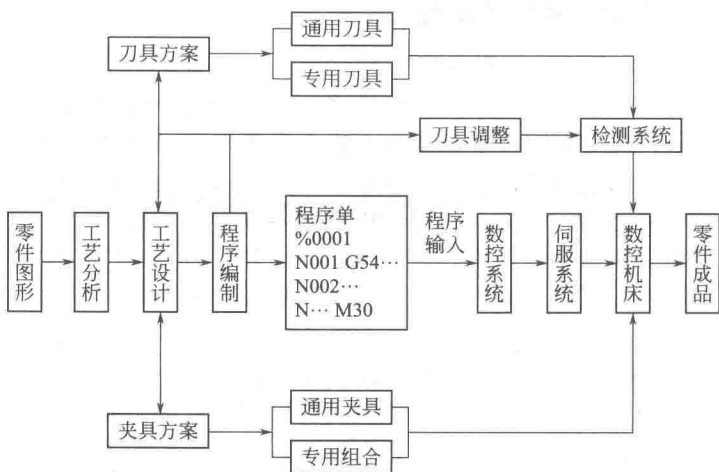 通用刀具
刀具方案
专用刀具
刀具调整
检测系统
零件图形
工艺分析
工艺设计
程序编制
程序单
%0001
N001 G54…
N002…
N… M30
程序
输入
数控系统
伺服系统
数控机床
零件成品
通用夹具
夹具方案
专用组合